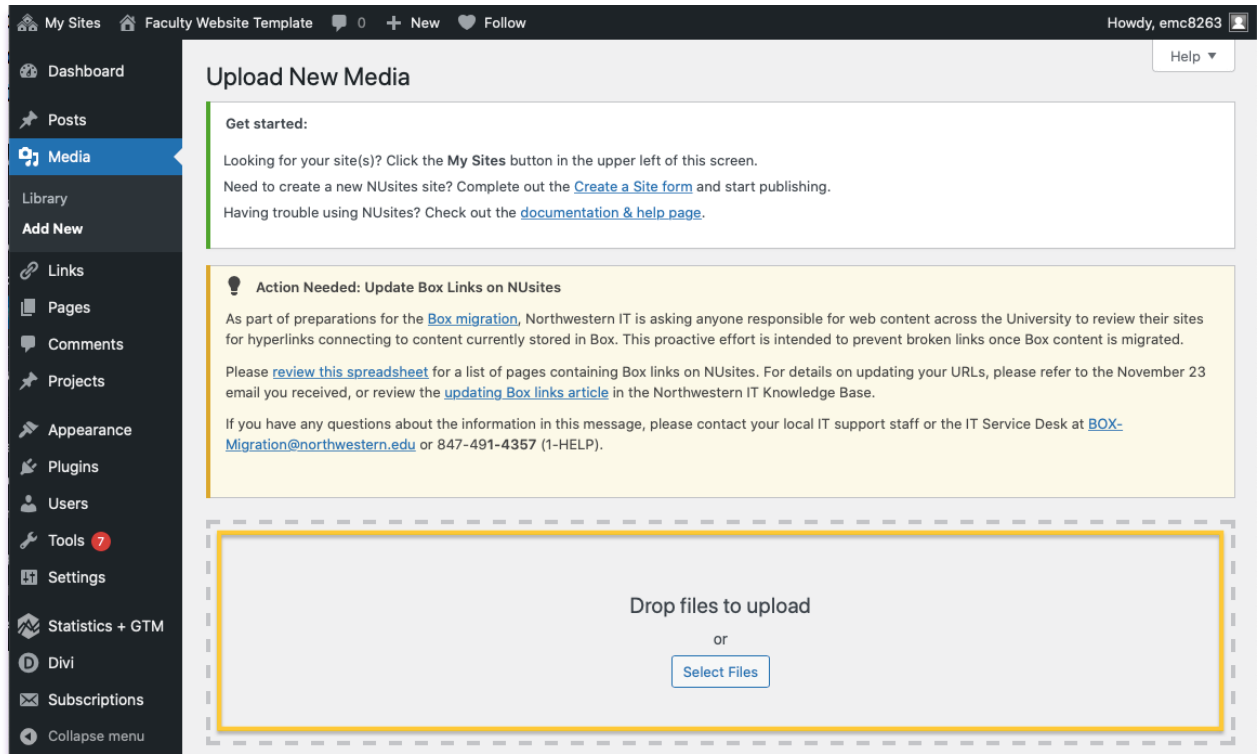 My Sites Faculty Website Template 0 + New Follow Howdy, emc8263
Help ▼
Dashboard
Posts
Media
Library
Add New
Links
Pages
Comments
Projects
Appearance
Plugins
Users
Tools 7
Settings
Statistics + GTM
Divi
Subscriptions
Collapse menu
Upload New Media
Get started:
Looking for your site(s)? Click the My Sites button in the upper left of this screen.
Need to create a new NUsites site? Complete out the Create a Site form and start publishing.
Having trouble using NUsites? Check out the documentation & help page.
Action Needed: Update Box Links on NUsites
As part of preparations for the Box migration, Northwestern IT is asking anyone responsible for web content across the University to review their sites
for hyperlinks connecting to content currently stored in Box. This proactive effort is intended to prevent broken links once Box content is migrated.
Please review this spreadsheet for a list of pages containing Box links on NUsites. For details on updating your URLs, please refer to the November 23
email you received, or review the updating Box links article in the Northwestern IT Knowledge Base.
If you have any questions about the information in this message, please contact your local IT support staff or the IT Service Desk at BOX-
Migration@northwestern.edu or 847-491-4357 (1-HELP).
Drop files to upload
or
Select Files